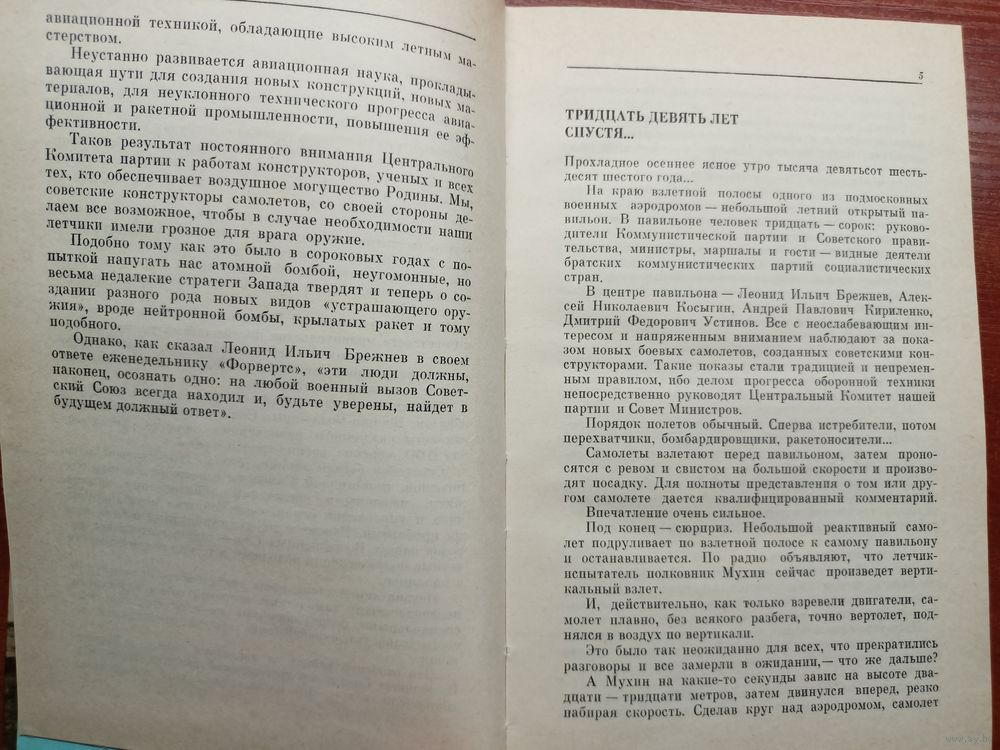 авиационной техникой, обладающие высоким летным ма-
стерством.
Неустанно развивается авиационная наука, проклады-
вающая пути для создания новых конструкций, новых ма-
териалов, для неуклонного технического прогресса авиа-
ционной и ракетной промышленности, повышения ее эф-
фективности.
Таков результат постоянного внимания Центрального
Комитета партии к работам конструкторов, ученых и всех
тех, кто обеспечивает воздушное могущество Родины. Мы,
советские конструкторы самолетов, со своей стороны де-
лаем все возможное, чтобы в случае необходимости наши
летчики имели грозное для врага оружие.
Подобно тому как это было в сороковых годах с по-
пыткой напугать нас атомной бомбой, неугомонные, но
весьма недалекие стратеги Запада твердят и теперь о со-
здании разного рода новых видов «устрашающего ору-
жия», вроде нейтронной бомбы, крылатых ракет и тому
подобного.
Однако, как сказал Леонид Ильич Брежнев в своем
ответе еженедельнику «Форвертс», «эти люди должны,
наконец, осознать одно: на любой военный вызов Совет-
ский Союз всегда находил и, будьте уверены, найдет в
будущем должный ответ».
5
ТРИДЦАТЬ ДЕВЯТЬ ЛЕТ
СПУСТЯ...
Прохладное осеннее ясное утро тысяча девятьсот шесть-
десят шестого года...
На краю взлетной полосы одного из подмосковных
военных аэродромов — небольшой летний открытый па-
вильон. В павильоне человек тридцать — сорок: руково-
дители Коммунистической партии и Советского прави-
тельства, министры, маршалы и гости — видные деятели
братских коммунистических партий социалистических
стран.
В центре павильона — Леонид Ильич Брежнев, Алек-
сей Николаевич Косыгин, Андрей Павлович Кириленко,
Дмитрий Федорович Устинов. Все с неослабевающим ин-
тересом и напряженным вниманием наблюдают за пока-
зом новых боевых самолетов, созданных советскими кон-
структорами. Такие показы стали традицией и непремен-
ным правилом, ибо делом прогресса оборонной техники
непосредственно руководят Центральный Комитет нашей
партии и Совет Министров.
Порядок полетов обычный. Сперва истребители, потом
перехватчики, бомбардировщики, ракетоносители...
Самолеты взлетают перед павильоном, затем проно-
сятся с ревом и свистом на большой скорости и произво-
дят посадку. Для полноты представления о том или дру-
гом самолете дается квалифицированный комментарий.
Впечатление очень сильное.
Под конец — сюрприз. Небольшой реактивный само-
лет подруливает по взлетной полосе к самому павильону
и останавливается. По радио объявляют, что летчик-
испытатель полковник Мухин сейчас произведет верти-
кальный взлет.
И, действительно, как только взревели двигатели, са-
молет плавно, без всякого разбега, точно вертолет, под-
нялся в воздух по вертикали.
Это было так неожиданно для всех, что прекратились
разговоры и все замерли в ожидании,— что же дальше?
А Мухин на какие-то секунды завис на высоте два-
дцати — тридцати метров, затем двинулся вперед, резко
набирая скорость. Сделав круг над аэродромом, самолет